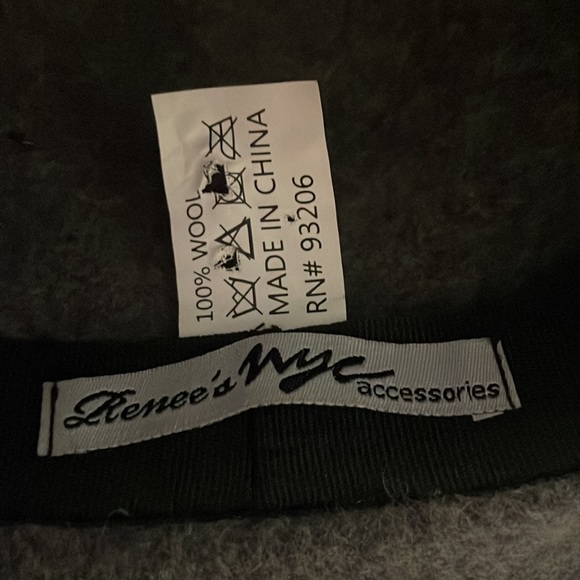 100% WOOL
MADE IN CHINA
RN# 93206
Renee's NYC accessories